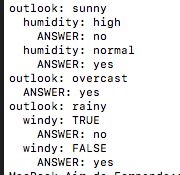 outlook: sunny
  humidity: high
    ANSWER: no
  humidity: normal
    ANSWER: yes
outlook: overcast
  ANSWER: yes
outlook: rainy
  windy: TRUE
    ANSWER: no
  windy: FALSE
    ANSWER: yes